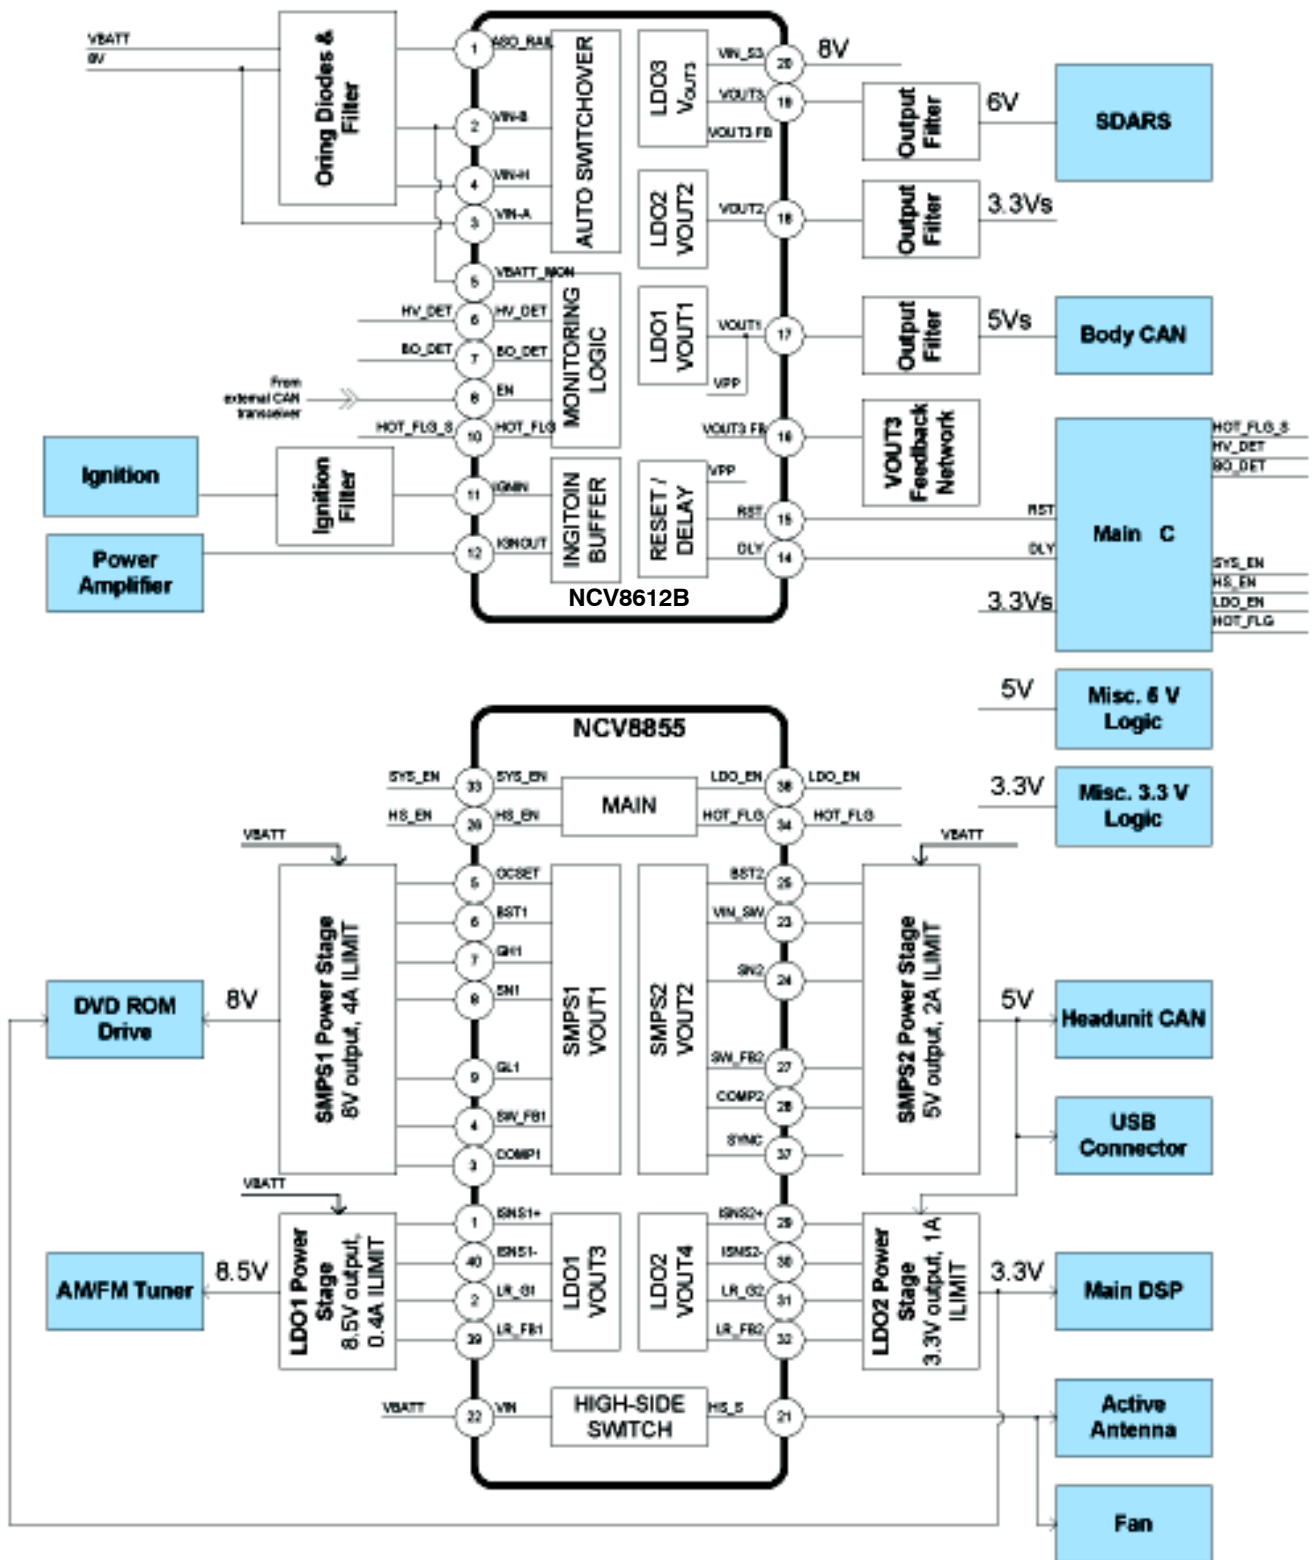 VBATT
8V
Oring Diodes &
Filter
1
ASO_RAIL
2
VIN-B
4
VIN-H
3
VIN-A
AUTO SWITCHOVER
5
VBATT_MON
HV_DET
6
HV_DET
BO_DET
7
BO_DET
From
external CAN
transceiver
8
EN
HOT_FLG_S
10
HOT_FLG
MONITORING
LOGIC
Ignition
Ignition
Filter
11
IGNIN
Power
Amplifier
12
IGNOUT
INGITOIN
BUFFER
LDO3
VOUT3
VIN_S3
20
8V
VOUT3
19
VOUT3 FB
Output
Filter
6V
SDARS
LDO2
VOUT2
VOUT2
18
Output
Filter
3.3Vs
LDO1
VOUT1
VOUT1
17
VPP
Output
Filter
5Vs
Body CAN
VOUT3 FB
16
VOUT3
Feedback
Network
RESET /
DELAY
VPP
RST
15
DLY
14
NCV8612B
RST
DLY
3.3Vs
Main C
HOT_FLG_S
HV_DET
BO_DET
SYS_EN
HS_EN
LDO_EN
HOT_FLG
5V
Misc. 5 V
Logic
3.3V
Misc. 3.3 V
Logic
NCV8855
SYS_EN
33
SYS_EN
HS_EN
26
HS_EN
MAIN
LDO_EN
38
LDO_EN
HOT_FLG
34
HOT_FLG
VBATT
SMPS1 Power Stage
8V output, 4A ILIMIT
5
OCSET
6
BST1
7
GH1
8
SN1
9
GL1
4
SW_FB1
3
COMP1
SMPS1
VOUT1
DVD ROM
Drive
8V
SMPS2
VOUT2
BST2
25
VIN_SW
23
SN2
24
SW_FB2
27
COMP2
28
SYNC
37
VBATT
SMPS2 Power Stage
5V output, 2A ILIMIT
5V
Headunit CAN
USB
Connector
VBATT
LDO1 Power
Stage
8.5V output,
0.4A ILIMIT
AM/FM Tuner
8.5V
1
ISNS1+
40
ISNS1-
2
LR_G1
39
LR_FB1
LDO1
VOUT3
LDO2
VOUT4
ISNS2+
29
ISNS2-
30
LR_G2
31
LR_FB2
32
LDO2 Power
Stage
3.3V output, 1A
ILIMIT
3.3V
Main DSP
VBATT
22
VIN
HIGH-SIDE
SWITCH
HS_S
21
Active
Antenna
Fan